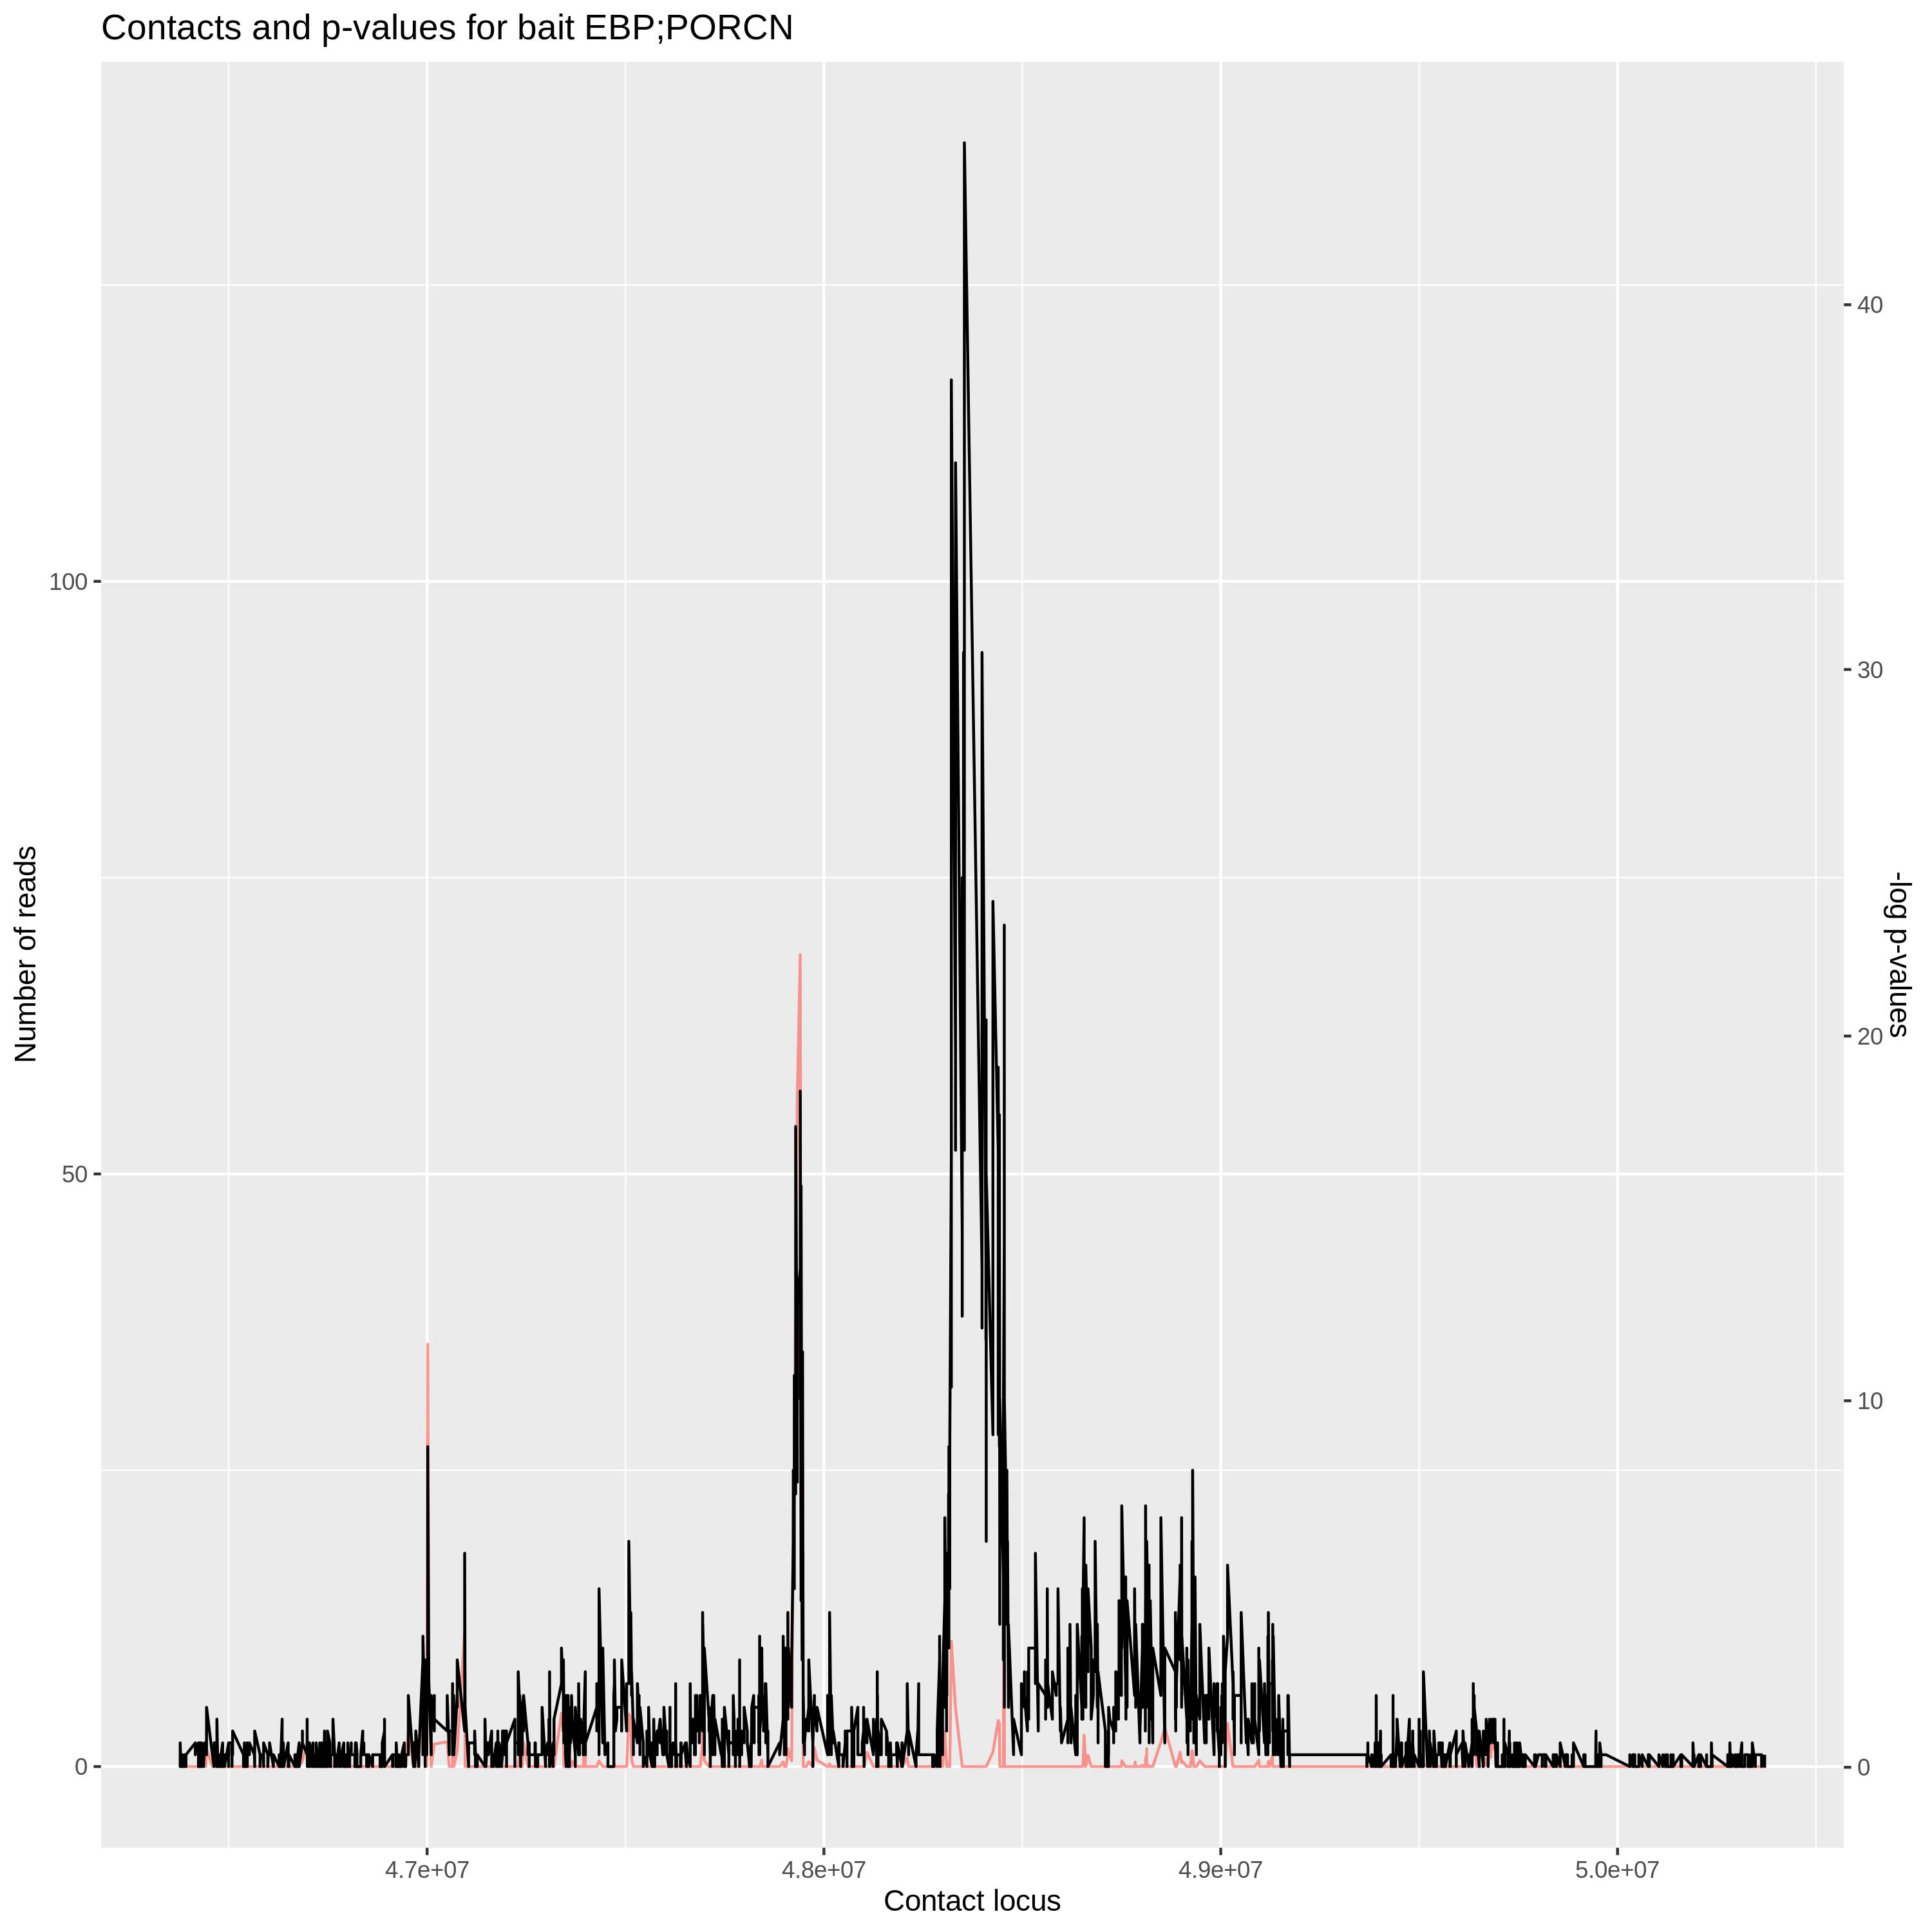 Contacts and p-values for bait EBP;PORCN
40
100
30
Number of reads
-log p-values
20
50
10
0
0
4.7e+07
4.8e+07
4.9e+07
5.0e+07
Contact locus